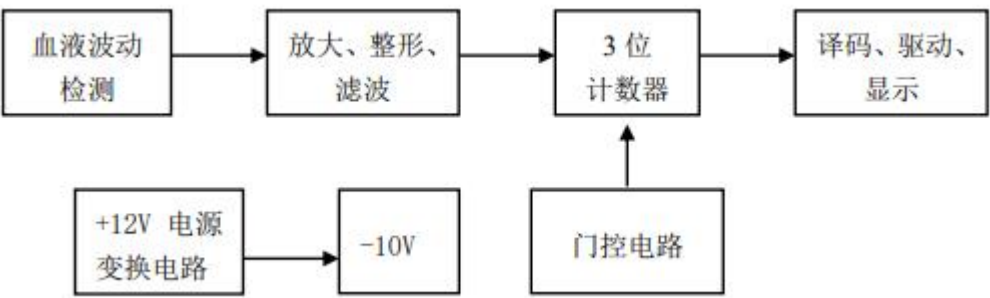 血液波动
检测
放大、整形、
滤波
3 位
计数器
译码、驱动、
显示
+12V 电源
变换电路
-10V
门控电路